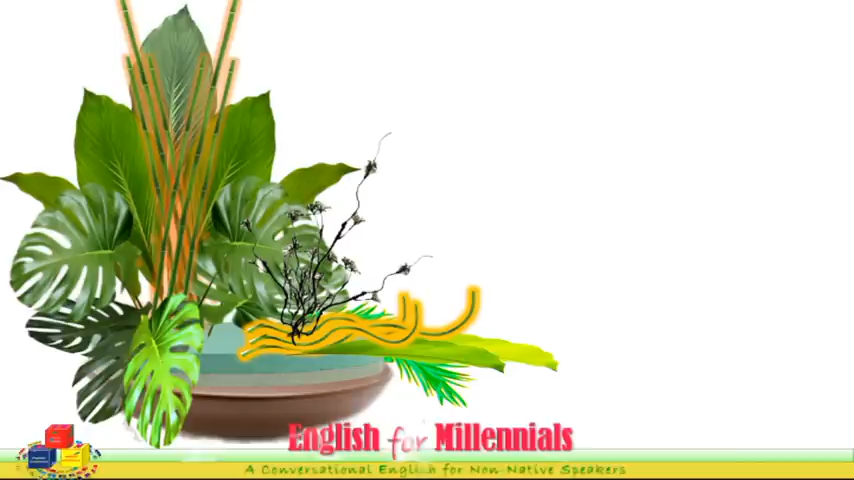 English for Millennials
A Conversational English for Non-Native Speakers